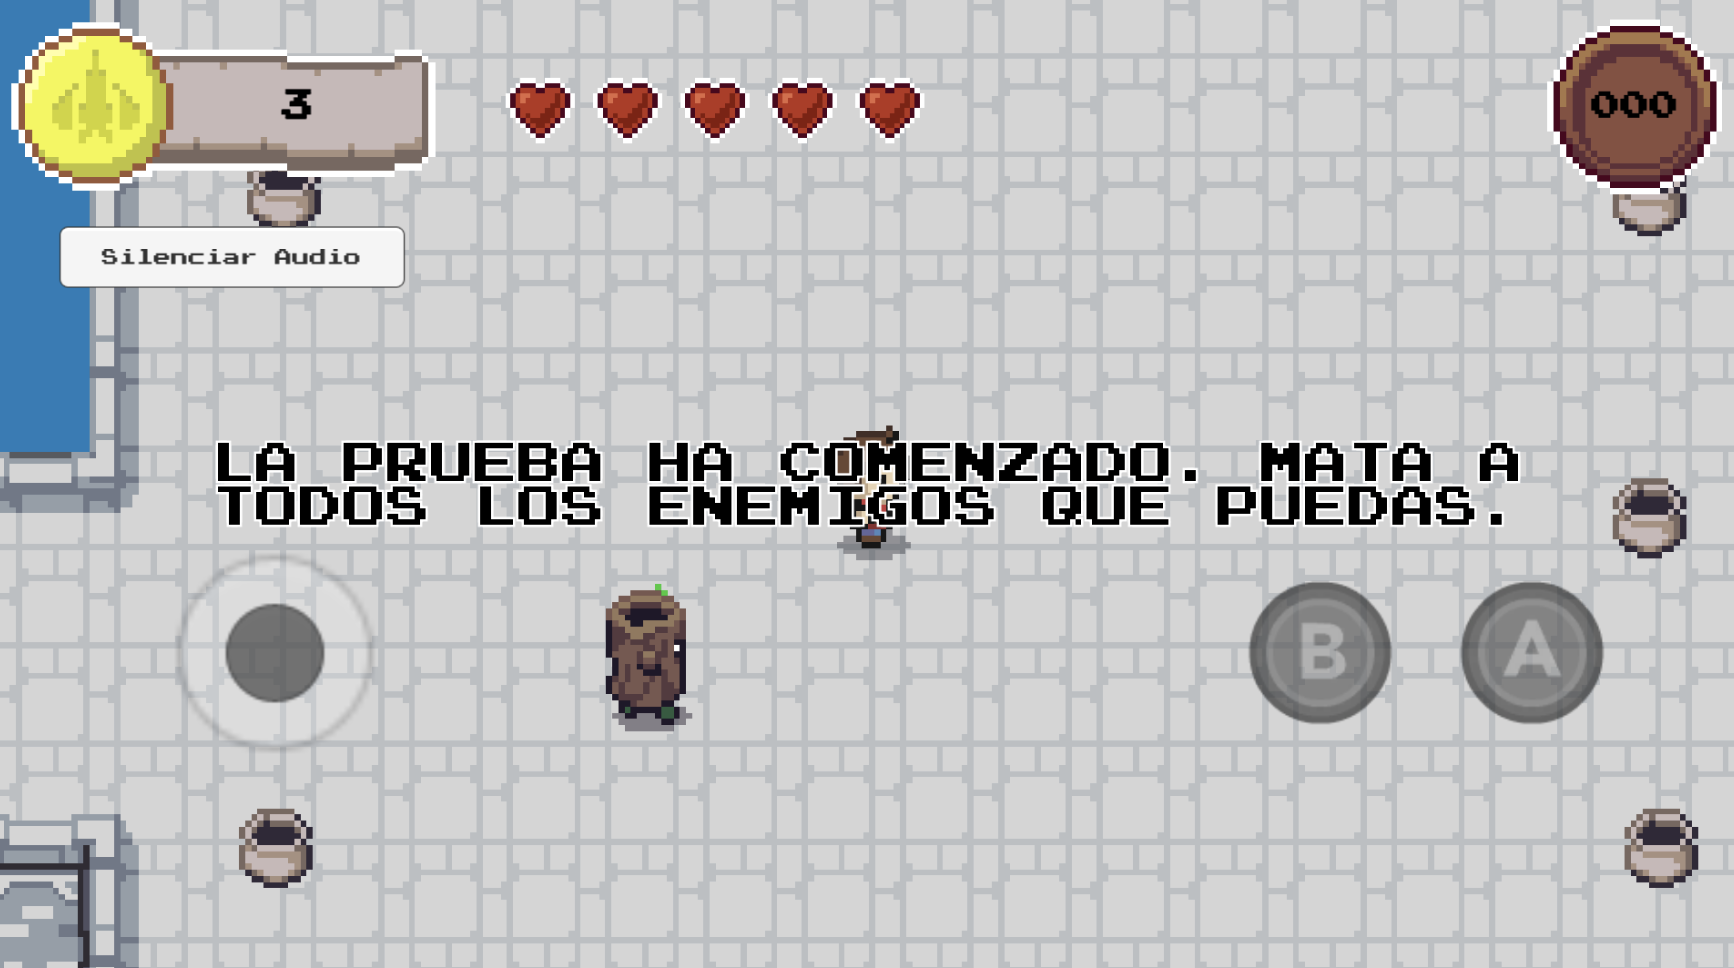 3
000
Silenciar Audio
LA PRUEBA HA COMENZADO. MATA A
TODOS LOS ENEMIGOS QUE PUEDAS.
B
A